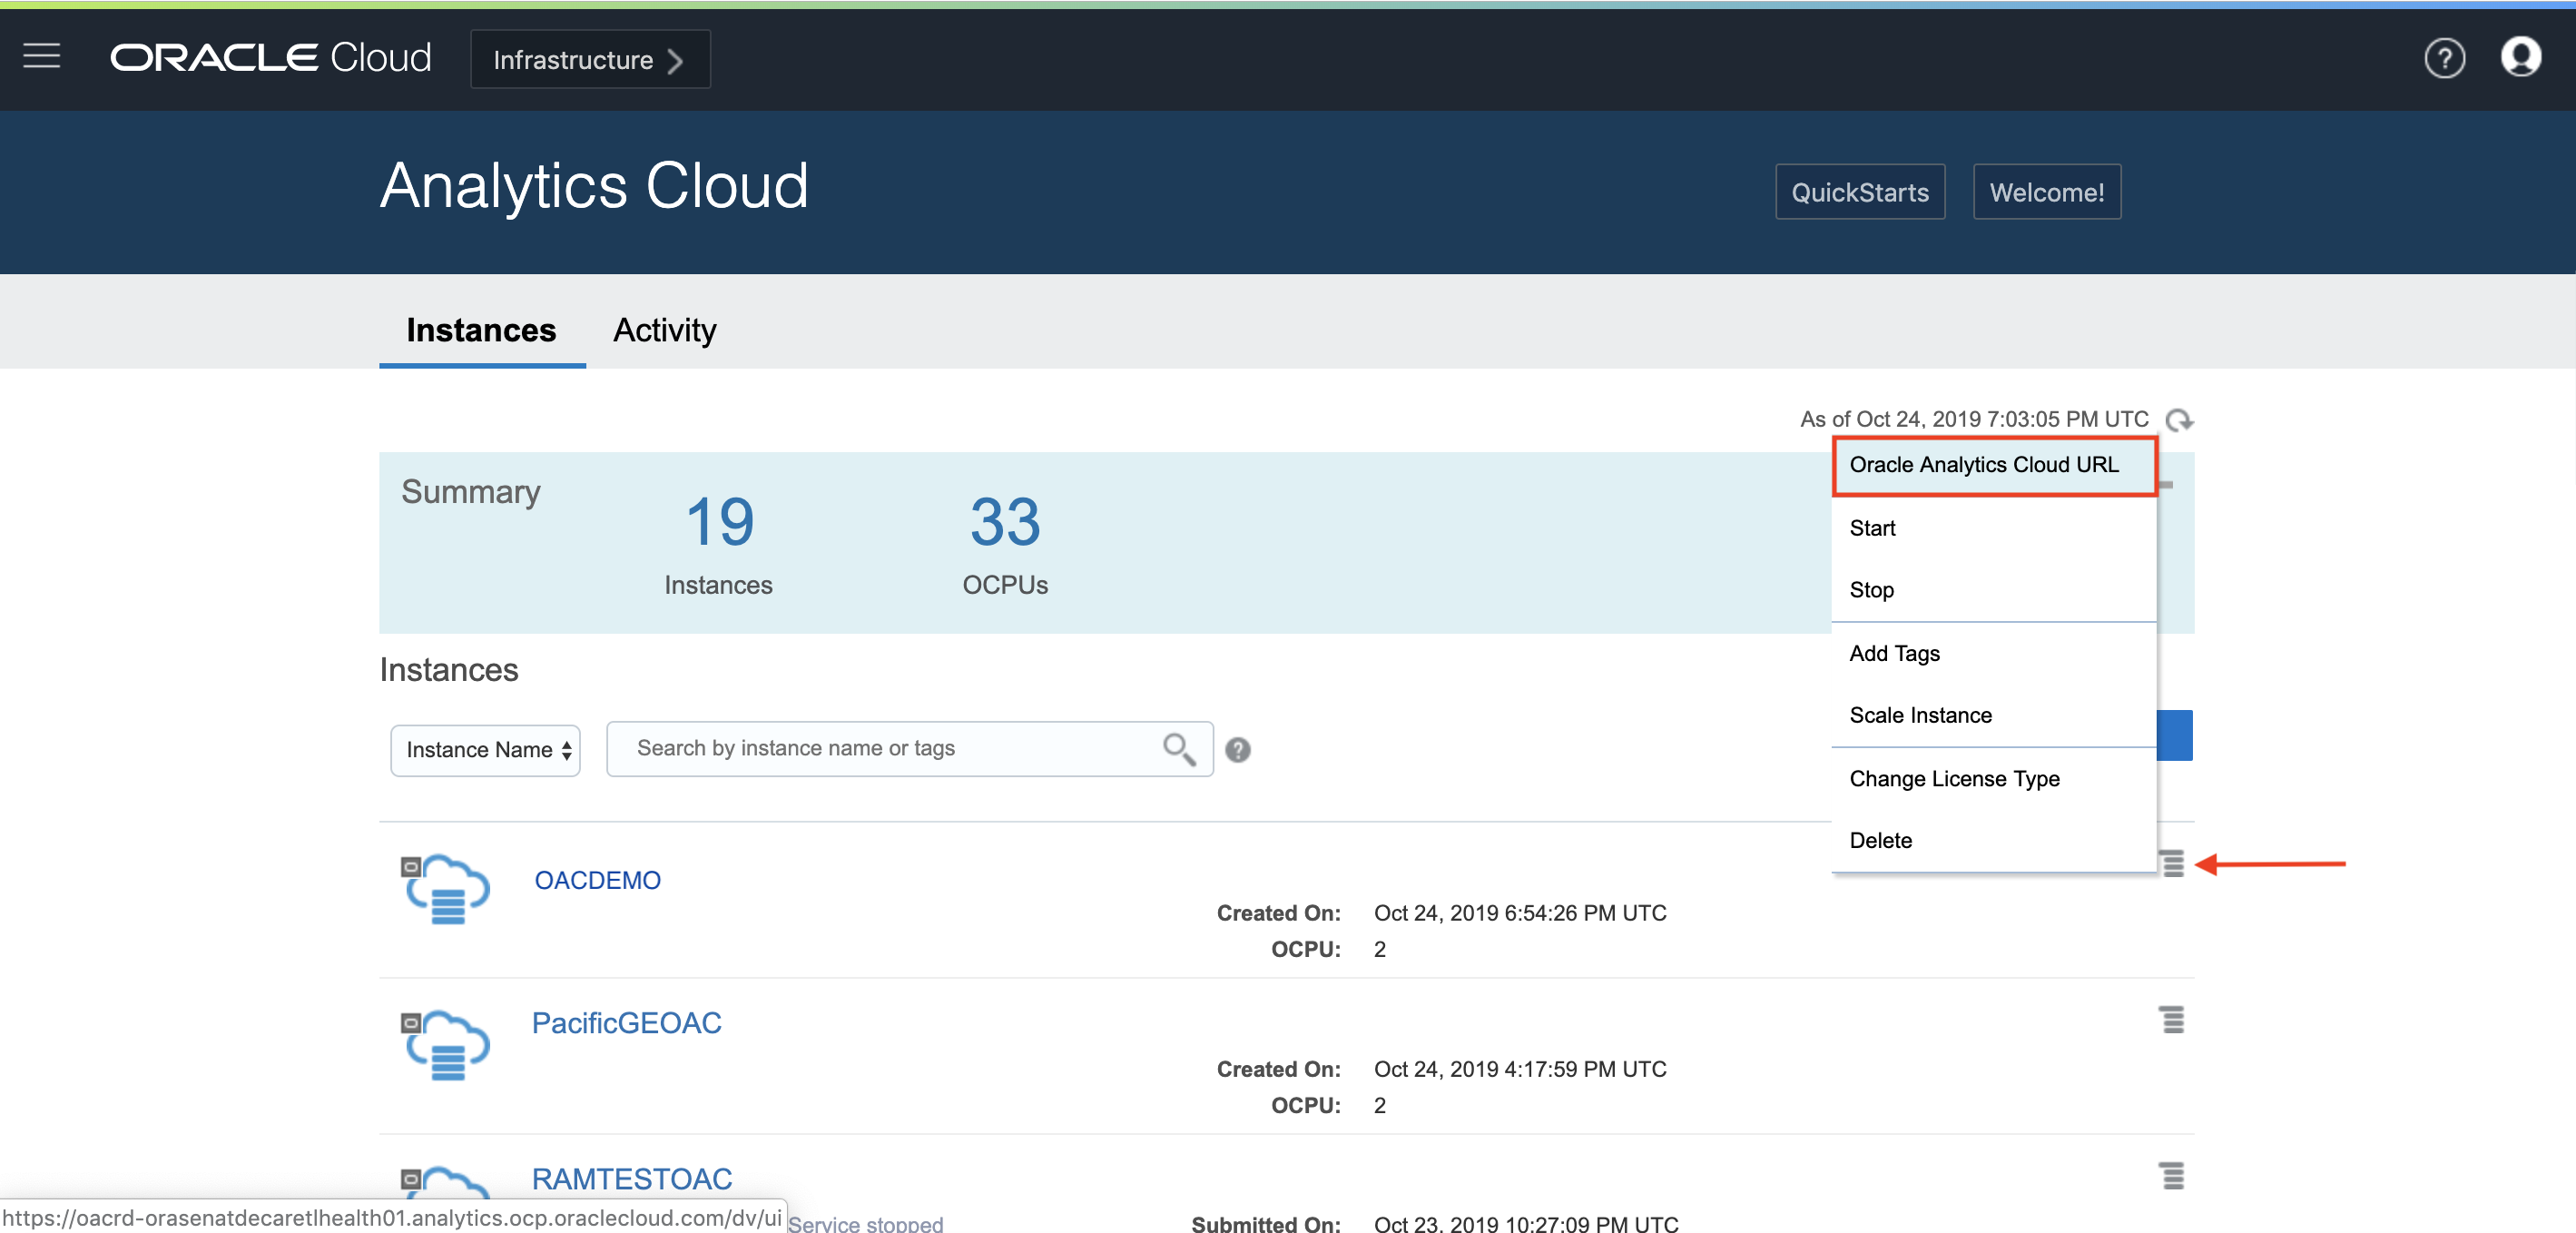 ORACLE Cloud
Infrastructure
Analytics Cloud
QuickStarts
Welcome!
Instances
Activity
As of Oct 24, 2019 7:03:05 PM UTC
Summary
19
Instances
33
OCPUs
Oracle Analytics Cloud URL
Start
Stop
Add Tags
Scale Instance
Change License Type
Delete
Instances
Instance Name
Search by instance name or tags
OACDEMO
Created On: Oct 24, 2019 6:54:26 PM UTC
OCPU: 2
PacificGEOAC
Created On: Oct 24, 2019 4:17:59 PM UTC
OCPU: 2
RAMTESTOAC
Service stopped
Submitted On: Oct 23, 2019 10:27:09 PM UTC
https://oacrd-orasenatdecaretlhealth01.analytics.ocp.oraclecloud.com/dv/ui